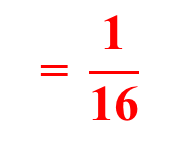 = 1/16